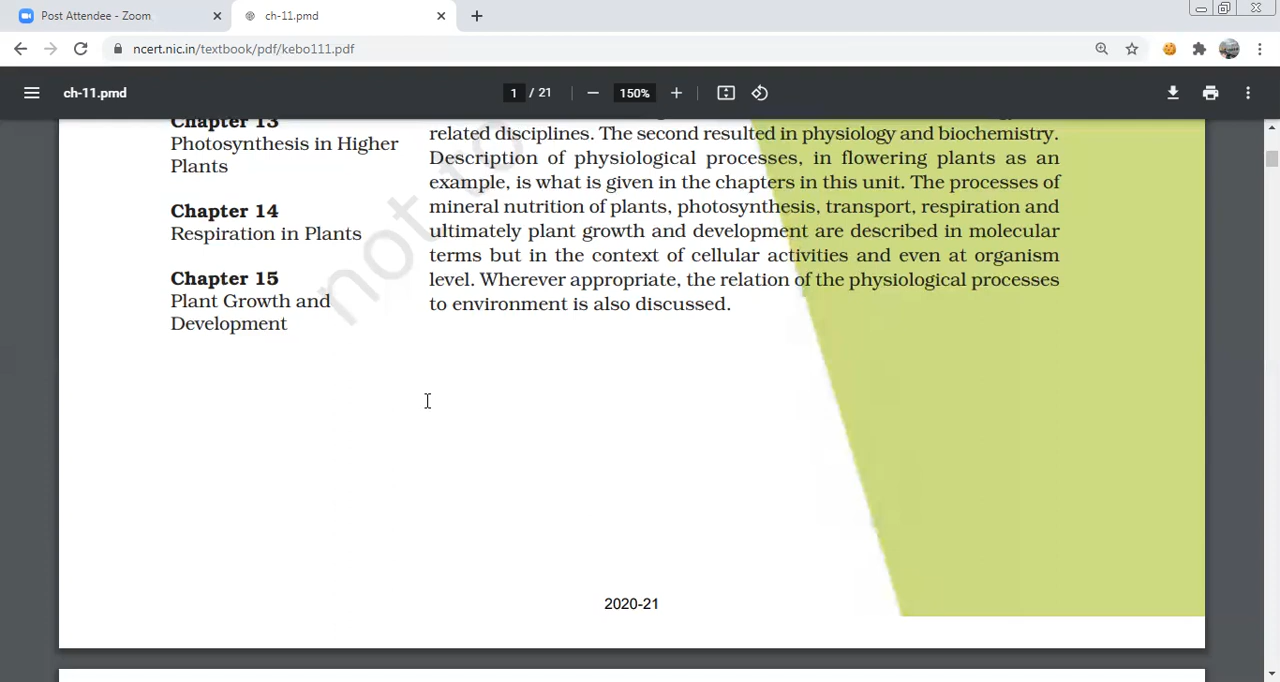 Post Attendee - Zoom
ch-11.pmd
ncert.nic.in/textbook/pdf/kebo111.pdf
ch-11.pmd
1 / 21
150%
Chapter 13
Photosynthesis in Higher
Plants
Chapter 14
Respiration in Plants
Chapter 15
Plant Growth and
Development
related disciplines. The second resulted in physiology and biochemistry.
Description of physiological processes, in flowering plants as an
example, is what is given in the chapters in this unit. The processes of
mineral nutrition of plants, photosynthesis, transport, respiration and
ultimately plant growth and development are described in molecular
terms but in the context of cellular activities and even at organism
level. Wherever appropriate, the relation of the physiological processes
to environment is also discussed.
not to
2020-21